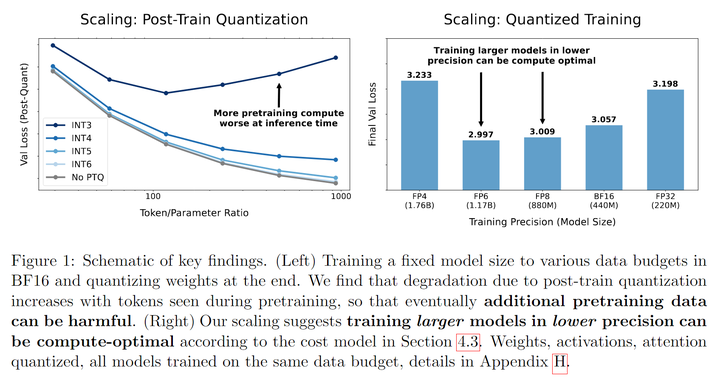 Scaling: Post-Train Quantization
Val Loss (Post-Quant)
INT3
INT4
INT5
INT6
No PTQ
More pretraining compute
worse at inference time
100
1000
Token/Parameter Ratio
Scaling: Quantized Training
Final Val Loss
Training larger models in lower
precision can be compute optimal
3.233
2.997
3.009
3.057
3.198
FP4
(1.76B)
FP6
(1.17B)
FP8
(880M)
BF16
(440M)
FP32
(220M)
Training Precision (Model Size)
Figure 1: Schematic of key findings. (Left) Training a fixed model size to various data budgets in
BF16 and quantizing weights at the end. We find that degradation due to post-train quantization
increases with tokens seen during pretraining, so that eventually additional pretraining data
can be harmful. (Right) Our scaling suggests training larger models in lower precision can
be compute-optimal according to the cost model in Section 4.3. Weights, activations, attention
quantized, all models trained on the same data budget, details in Appendix H.